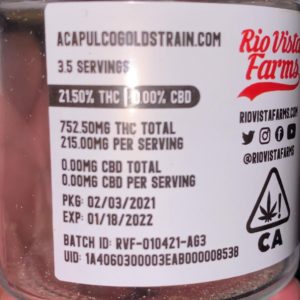 ACAPULCOGOLDSTRAIN.COM
3.5 SERVINGS
21.50% THC | 0.00% CBD
752.50MG THC TOTAL
215.00MG PER SERVING
0.00MG CBD TOTAL
0.00MG CBD PER SERVING
PKG: 02/03/2021
EXP: 01/18/2022
BATCH ID: RVF-010421-AG3
UID: 1A4060300003EAB000008538
Rio Vista
Farms
RIOVISTAFARMS.COM
@RIOVISTAFARMS
CA